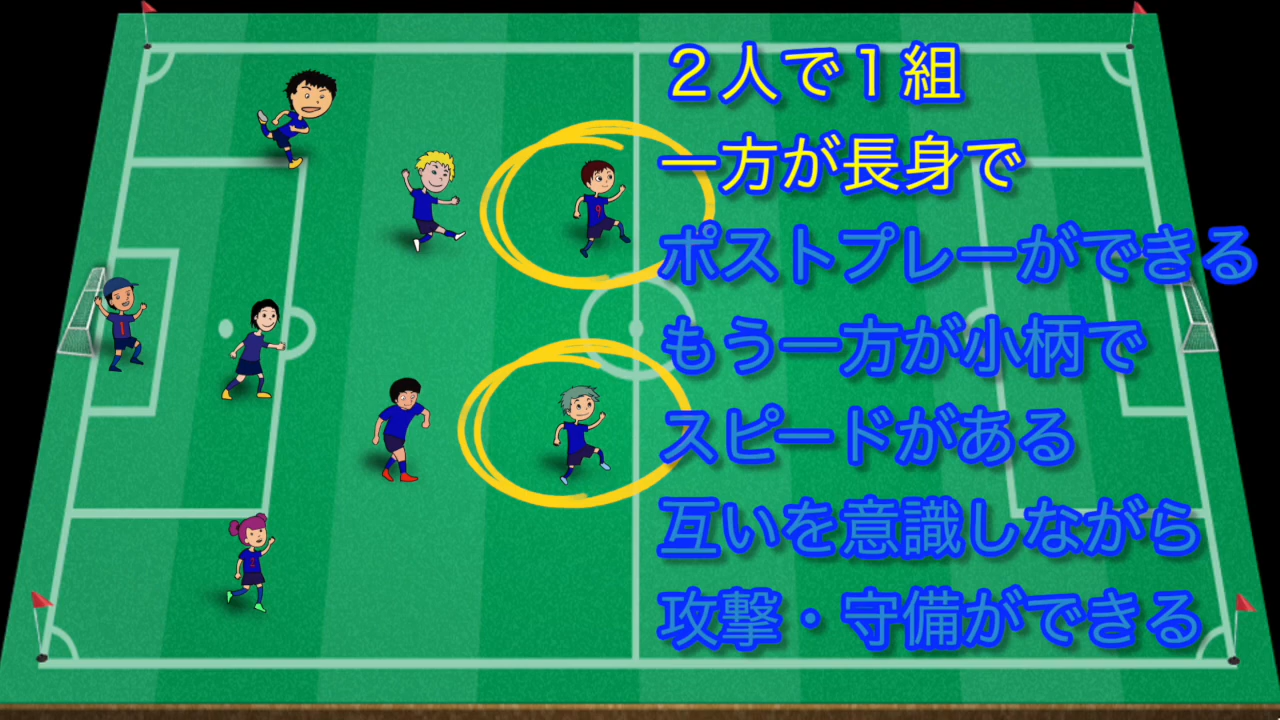 ２人で１組
一方が長身で
ポストプレーができる
もう一方が小柄で
スピードがある
互いを意識しながら
攻撃・守備ができる
1
9